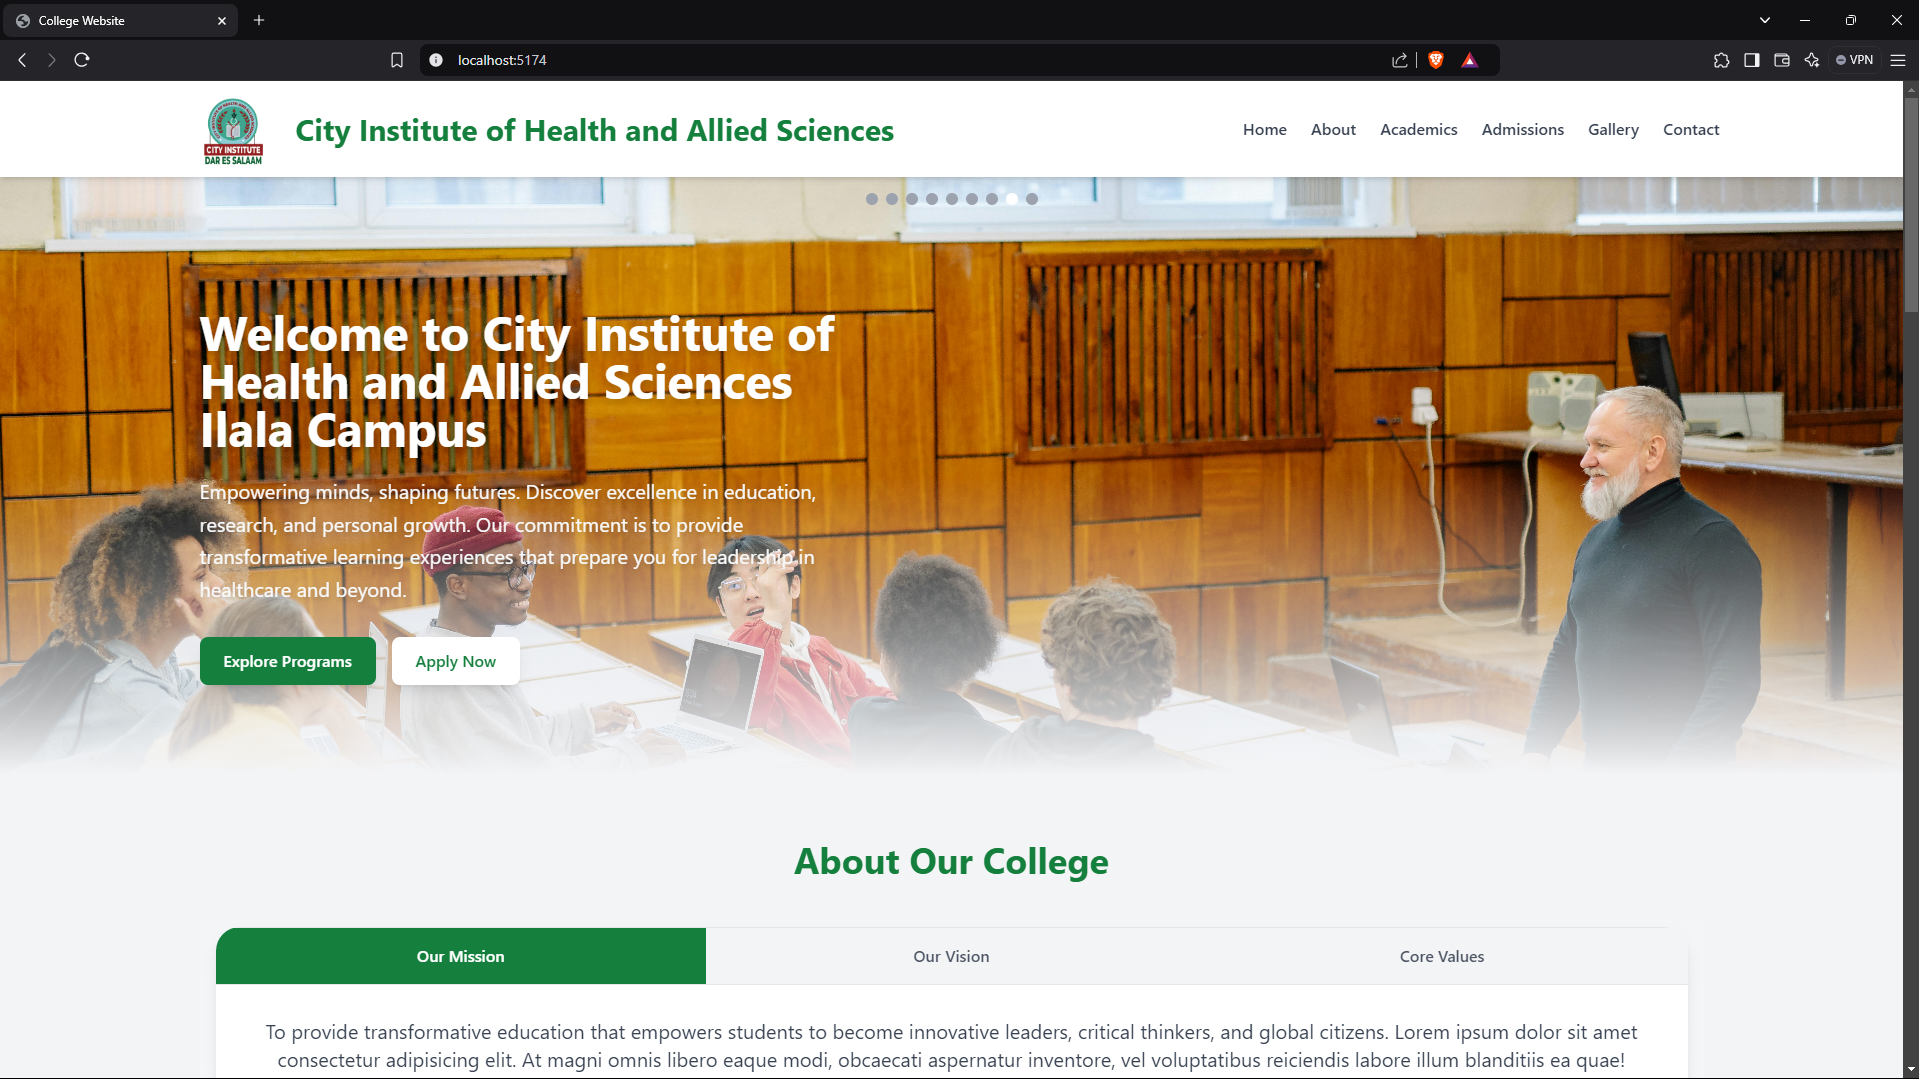 College Website
localhost:5174
VPN
CITY INSTITUTE
DAR ES SALAAM
City Institute of Health and Allied Sciences
Home
About
Academics
Admissions
Gallery
Contact
Welcome to City Institute of
Health and Allied Sciences
Ilala Campus
Empowering minds, shaping futures. Discover excellence in education,
research, and personal growth. Our commitment is to provide
transformative learning experiences that prepare you for leadership in
healthcare and beyond.
Explore Programs
Apply Now
About Our College
Our Mission
Our Vision
Core Values
To provide transformative education that empowers students to become innovative leaders, critical thinkers, and global citizens. Lorem ipsum dolor sit amet
consectetur adipisicing elit. At magni omnis libero eaque modi, obcaecati aspernatur inventore, vel voluptatibus reiciendis labore illum blanditiis ea quae!